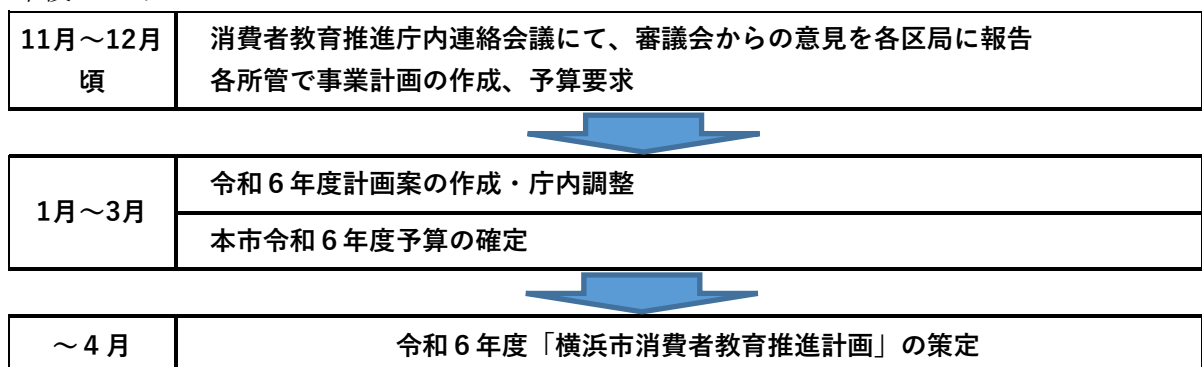 11月~12月
頃
消費者教育推進庁内連絡会議にて、審議会からの意見を各区局に報告
各所管で事業計画の作成、予算要求
1月~3月
令和6年度計画案の作成・庁内調整
本市令和6年度予算の確定
~4月
令和6年度「横浜市消費者教育推進計画」の策定